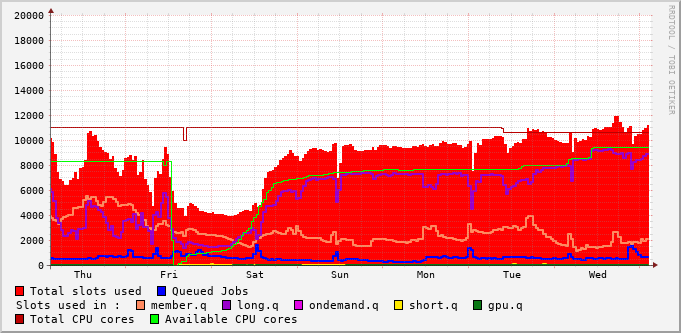 20000
18000
16000
14000
12000
10000
8000
6000
4000
2000
0
Thu Fri Sat Sun Mon Tue Wed
Total slots used Queued Jobs
Slots used in : member.q long.q ondemand.q short.q gpu.q
Total CPU cores Available CPU cores
RRDTOOL / TOBI OETIKER